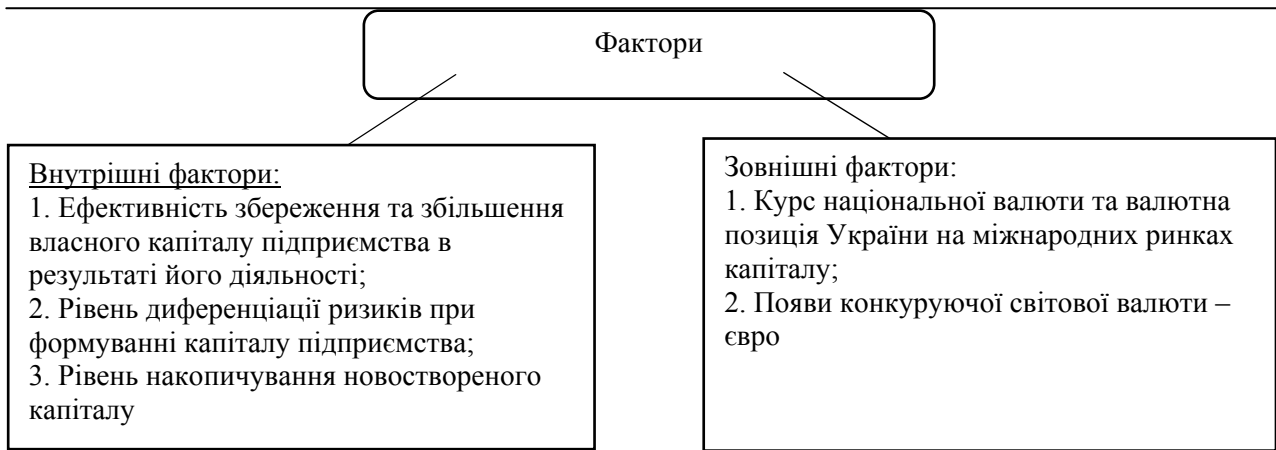 Фактори
Внутрішні фактори:
1. Ефективність збереження та збільшення
власного капіталу підприємства в
результаті його діяльності;
2. Рівень диференціації ризиків при
формуванні капіталу підприємства;
3. Рівень накопичування новоствореного
капіталу
Зовнішні фактори:
1. Курс національної валюти та валютна
позиція України на міжнародних ринках
капіталу;
2. Появи конкуруючої світової валюти –
євро